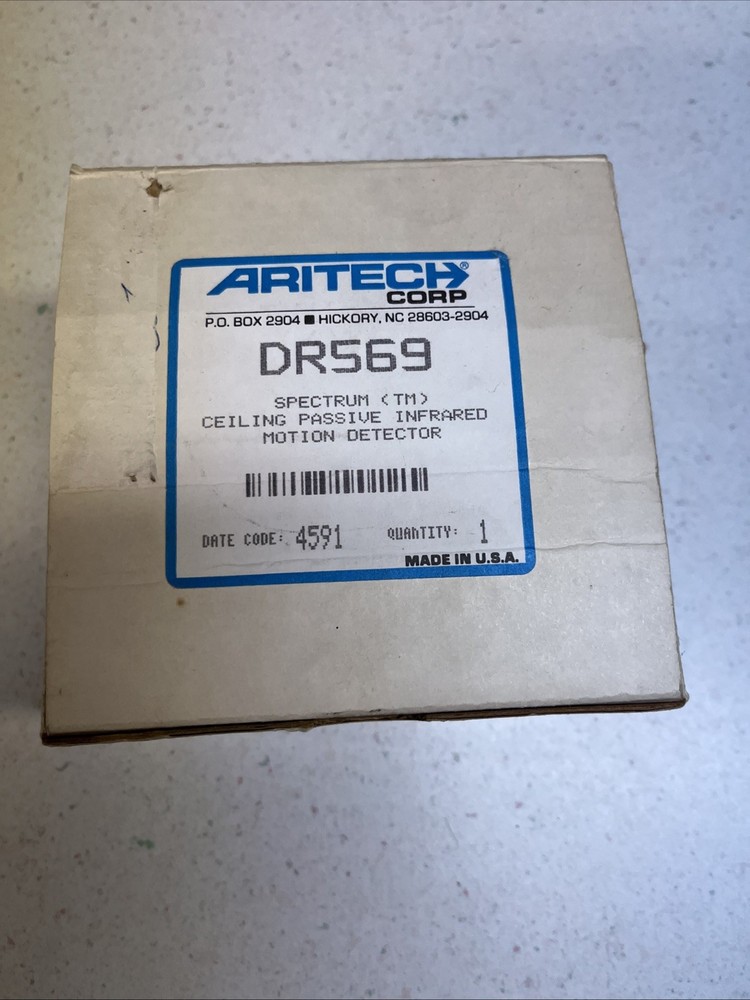 ARITECH®
CORP
P.O. BOX 2904 ■ HICKORY, NC 28603-2904
DR569
SPECTRUM (TM)
CEILING PASSIVE INFRARED
MOTION DETECTOR
DATE CODE: 4591 QUANTITY: 1
MADE IN U.S.A.